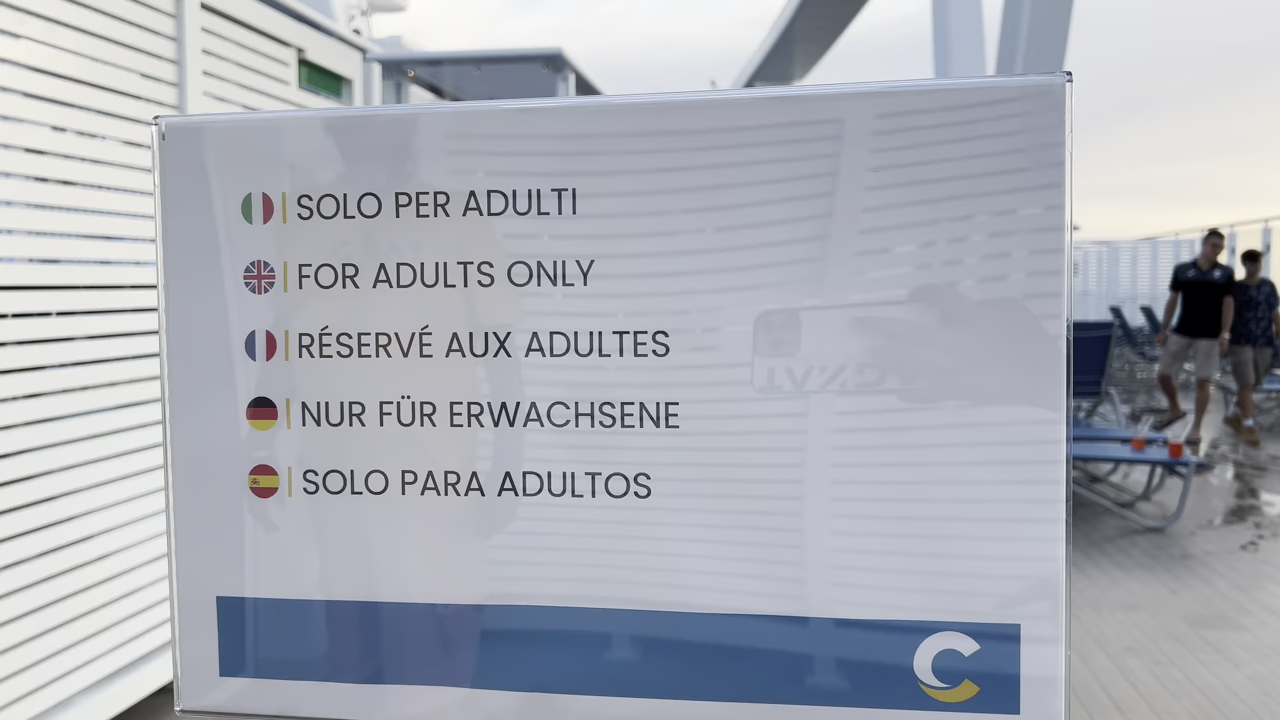 SOLO PER ADULTI
FOR ADULTS ONLY
RÉSERVÉ AUX ADULTES
NUR FÜR ERWACHSENE
SOLO PARA ADULTOS